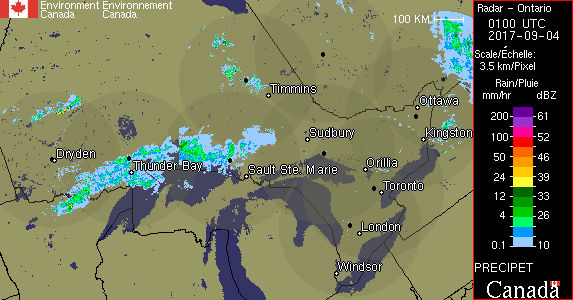 Environment Environnement
Canada Canada
100 KM
Timmins
Ottawa
Sudbury
Kingston
Dryden
Thunder Bay
Sault Ste. Marie
Orillia
Toronto
London
Windsor
Radar - Ontario
0100 UTC
2017-09-04
Scale/Échelle:
3.5 km/Pixel
Rain/Pluie
mm/hr dBZ
200 61
100 52
50 46
24 39
12 33
4 26
0.1 10
PRECIPET
Canada